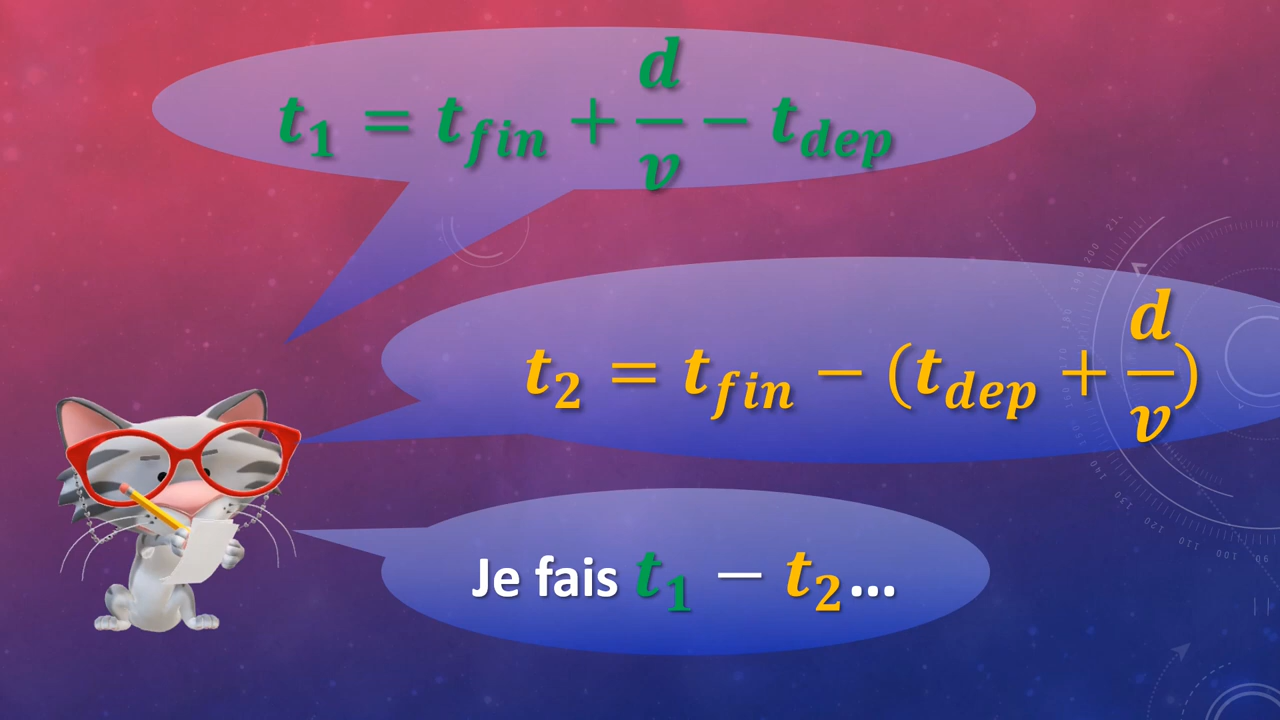 t₁ = t_fin + d/v − t_dep
t₂ = t_fin − (t_dep + d/v)
Je fais t₁ − t₂...